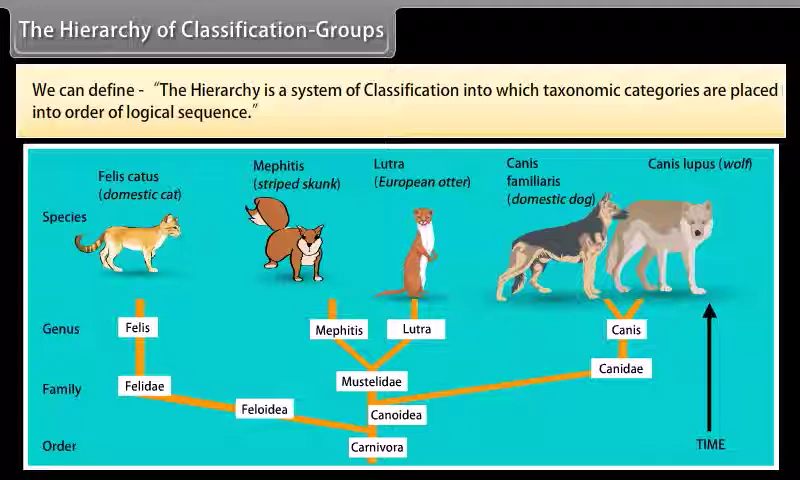 The Hierarchy of Classification-Groups
We can define - “The Hierarchy is a system of Classification into which taxonomic categories are placed
into order of logical sequence.”
Felis catus
(domestic cat)
Mephitis
(striped skunk)
Lutra
(European otter)
Canis
familiaris
(domestic dog)
Canis lupus (wolf)
Species
Genus
Felis
Mephitis
Lutra
Canis
Family
Felidae
Mustelidae
Canidae
Feloidea
Canoidea
Order
Carnivora
TIME